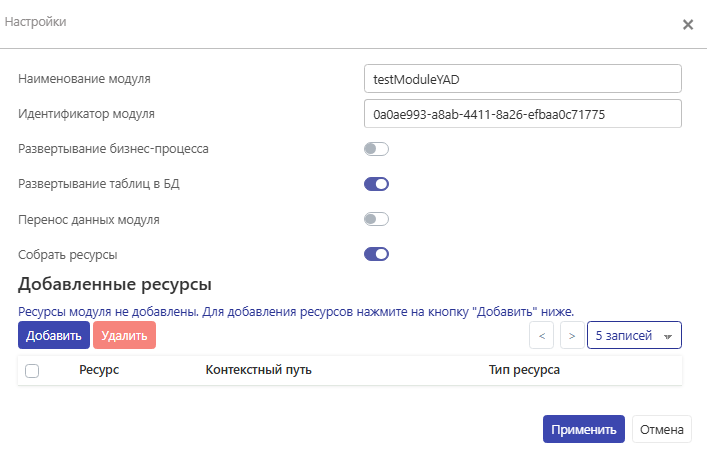 Настройки
Наименование модуля testModuleYAD
Идентификатор модуля 0a0ae993-a8ab-4411-8a26-efbaa0c71775
Развертывание бизнес-процесса
Развертывание таблиц в БД
Перенос данных модуля
Собрать ресурсы
Добавленные ресурсы
Ресурсы модуля не добавлены. Для добавления ресурсов нажмите на кнопку "Добавить" ниже.
Добавить Удалить < > 5 записей
Ресурс Контекстный путь Тип ресурса
Применить Отмена